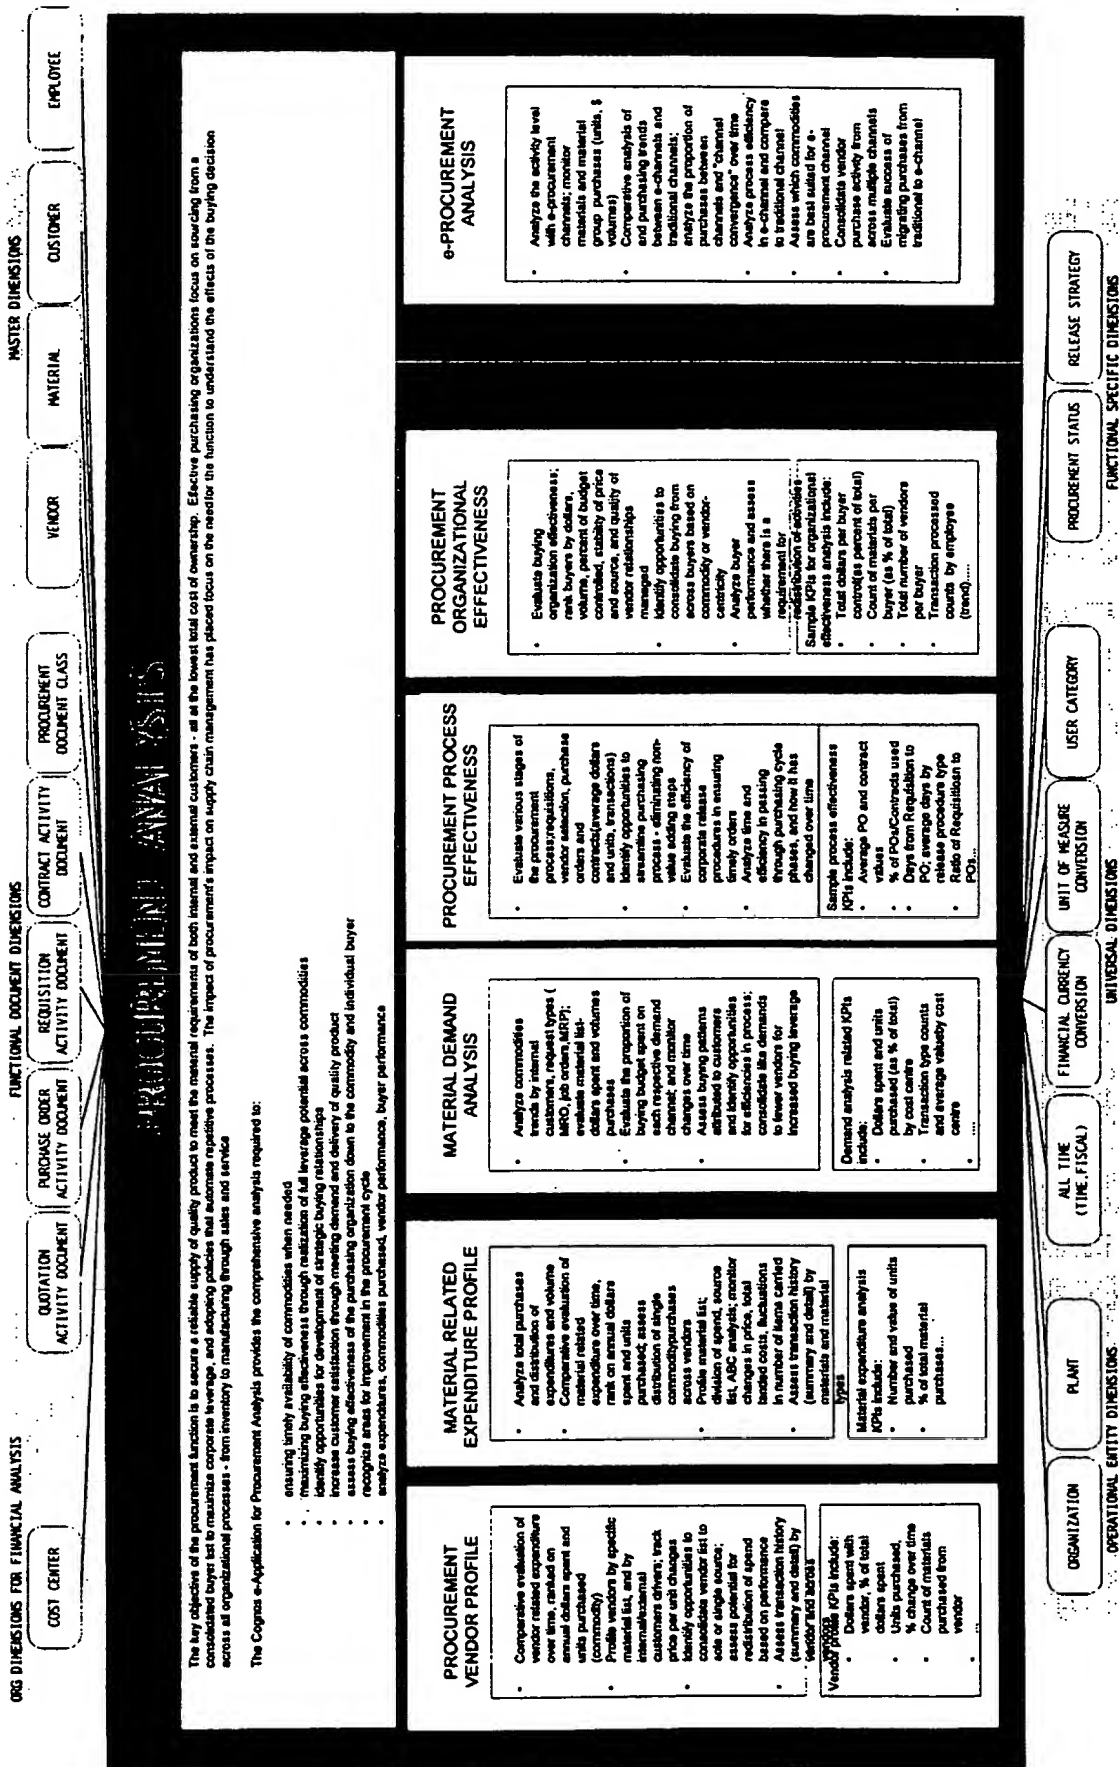 ORG DIMENSIONS FOR FINANCIAL ANALYSIS
COST CENTER
FUNCTIONAL DOCUMENT DIMENSIONS
QUOTATION
ACTIVITY DOCUMENT
PURCHASE ORDER
ACTIVITY DOCUMENT
REQUISITION
ACTIVITY DOCUMENT
CONTRACT ACTIVITY
DOCUMENT
PROCUREMENT
DOCUMENT CLASS
MASTER DIMENSIONS
VENDOR
MATERIAL
CUSTOMER
EMPLOYEE
PROCUREMENT ANALYSIS
The key objective of the procurement function is to secure a reliable supply of quality product to meet the material requirements of both internal and external customers - all at the lowest total cost of ownership. Effective purchasing organizations focus on sourcing from a
consolidated buyer list to maximize corporate leverage, and adopting policies that automate repetitive processes. The impact of procurement's impact on supply chain management has placed focus on the needfor the function to understand the effects of the buying decision
across all organizational processes - from inventory to manufacturing through sales and service
The Cognos e-Application for Procurement Analysis provides the comprehensive analysis required to:
• ensuring timely availability of commodities when needed
• maximizing buying effectiveness through realization of full leverage potential across commodities
• identify opportunities for development of strategic buying relationships
• increase customer satisfaction through meeting demand and delivery of quality product
• assess buying effectiveness of the purchasing organization down to the commodity and individual buyer
• recognize areas for improvement in the procurement cycle
• analyze expenditures, commodities purchased, vendor performance, buyer performance
PROCUREMENT
VENDOR PROFILE
• Comparative evaluation of
vendor related expenditure
over time, ranked on
annual dollars spent and
units purchased
(commodity)
• Profile vendors by specific
material list, and by
internal/external
customers drivers; track
price per unit changes
• Identify opportunities to
consolidate vendor list to
sole or single source;
assess potential for
redistribution of spend
based on performance
• Assess transaction history
(summary and detail) by
vendor and across
vendors
Vendor profile KPIs include:
• Dollars spent with
vendor, % of total
dollars spent
• Units purchased,
% change over time
• Count of materials
purchased from
vendor
• ...
MATERIAL RELATED
EXPENDITURE PROFILE
• Analyze total purchases
and distribution of
expenditures and volume
• Comparative evaluation of
material related
expenditure over time,
rank on annual dollars
spent and units
purchased; assess
distribution of single
commoditypurchases
across vendors
• Profile material list;
division of spend, source
list, ABC analysis; monitor
changes in price, total
landed costs, fluctuations
in number of items carried
• Assess transaction history
(summary and detail) by
materials and material
types
Material expenditure analysis
KPIs include:
• Number and value of units
purchased
• % of total material
purchases...
MATERIAL DEMAND
ANALYSIS
• Analyze commodities
trends by internal
customers, request types (
MRO, job orders,MRP);
evaluate material list-
dollars spent and volumes
purchases
• Evaluate the proportion of
buying budget spent on
each respective demand
channel; and monitor
changes over time
• Assess buying patterns
attributed to customers
and identify opportunities
for efficiencies in process;
consolidate like demands
to fewer vendors for
Increased buying leverage
Demand analysis related KPIs
include:
• Dollars spent and units
purchased (as % of total)
by cost centre
• Transaction type counts
and average valueby cost
centre
• ....
PROCUREMENT PROCESS
EFFECTIVENESS
• Evaluate various stages of
the procurement
process;requisitions,
vendor selection, purchase
orders and
contracts(average dollars
and units, transactions)
• Identify opportunities to
streamline purchasing
process - eliminating non-
value adding steps
• Evaluate the efficiency of
corporate release
procedures in ensuring
timely orders
• Analyze time and
efficiency in passing
through purchasing cycle
phases, and how it has
changed over time
Sample process effectiveness
KPIs include:
• Average PO and contract
values
• % of POs/Contracts used
• Days from Requisition to
PO; average days by
release procedure type
• Ratio of Requisitiosn to
POs...
PROCUREMENT
ORGANIZATIONAL
EFFECTIVENESS
• Evaluate buying
organization effectiveness;
rank buyers by dollars,
volume, percent of budget
controlled, stability of price
and source, and quality of
vendor relationships
managed
• Identify opportunities to
consolidate buying from
across buyers based on
commodity or vendor-
centricity
• Analyze buyer
performance and assess
whether there is a
requirement for
redistribution of activities
Sample KPIs for organizational
effectiveness analysis include:
• Total dollars per buyer
control(as percent of total)
• Count of materials per
buyer (as % of total)
• Total number of vendors
per buyer
• Transaction processed
counts by employee
(trend).....
e-PROCUREMENT
ANALYSIS
• Analyze the activity level
with e-procurement
channels; monitor
materials and material
group purchases (units, $
volumes)
• Comparative analysis of
and purchasing trends
between e-channels and
traditional channels;
analyze the proportion of
purchases between
channels and "channel
convergence" over time
• Analyze process efficiency
in e-channel and compare
to traditional channel
• Assess which commodities
are best suited for e-
procurement channel
• Consolidate vendor
purchase activity from
across multiple channels
• Evaluate success of
migrating purchases from
traditional to e-channel
ORGANIZATION
PLANT
OPERATIONAL ENTITY DIMENSIONS
ALL TIME
(TIME.FISCAL)
FINANCIAL CURRENCY
CONVERSION
UNIT OF MEASURE
CONVERSION
USER CATEGORY
UNIVERSAL DIMENSIONS
PROCUREMENT STATUS
RELEASE STRATEGY
FUNCTIONAL SPECIFIC DIMENSIONS